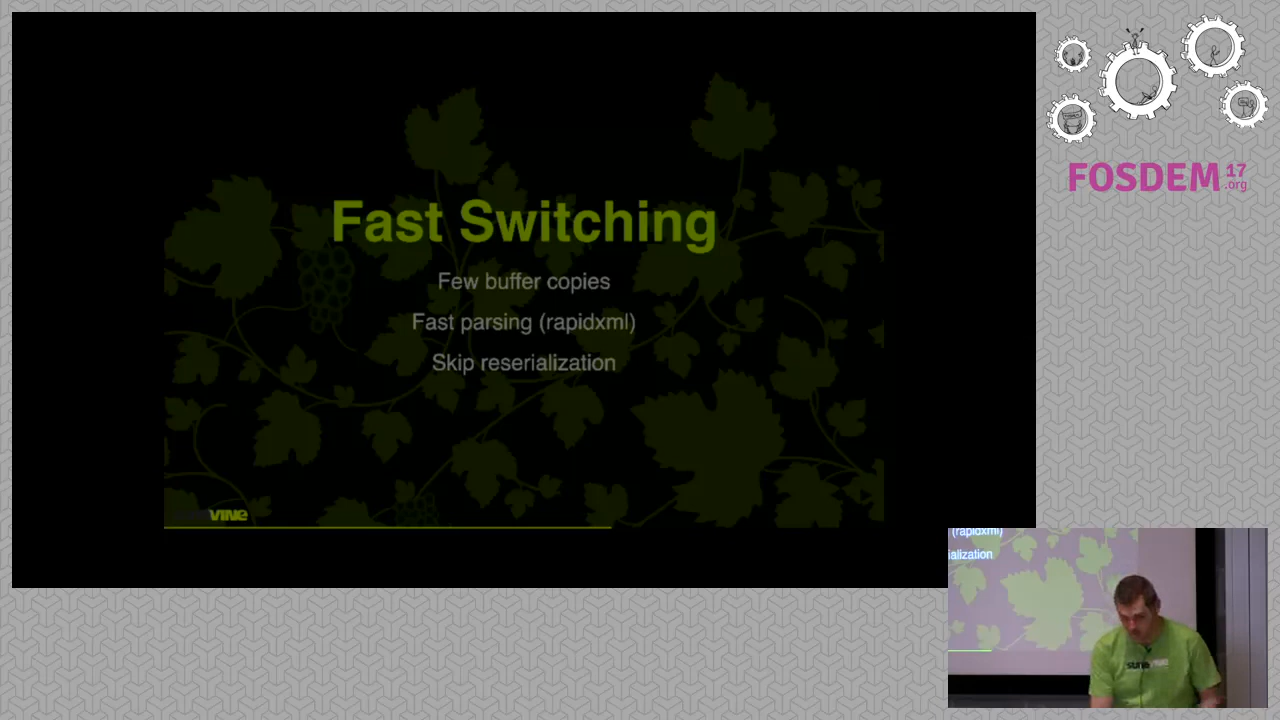 Fast Switching
Few buffer copies
Fast parsing (rapidxml)
Skip reserialization
VINE
FOSDEM 17
.org
(rapidxml)
ialization